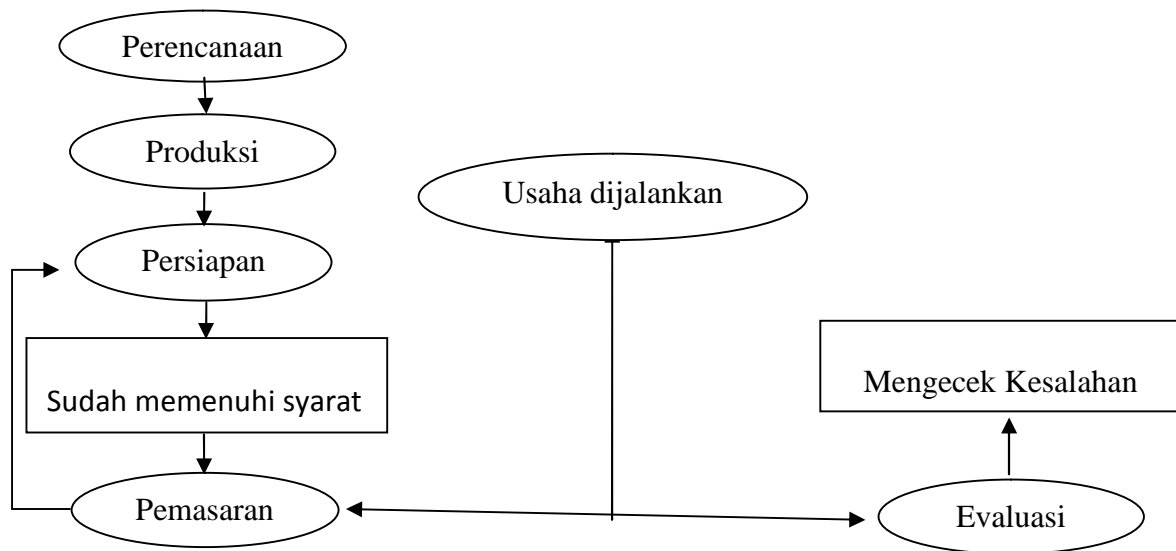 Perencanaan
Produksi
Usaha dijalankan
Persiapan
Sudah memenuhi syarat
Mengecek Kesalahan
Pemasaran
Evaluasi